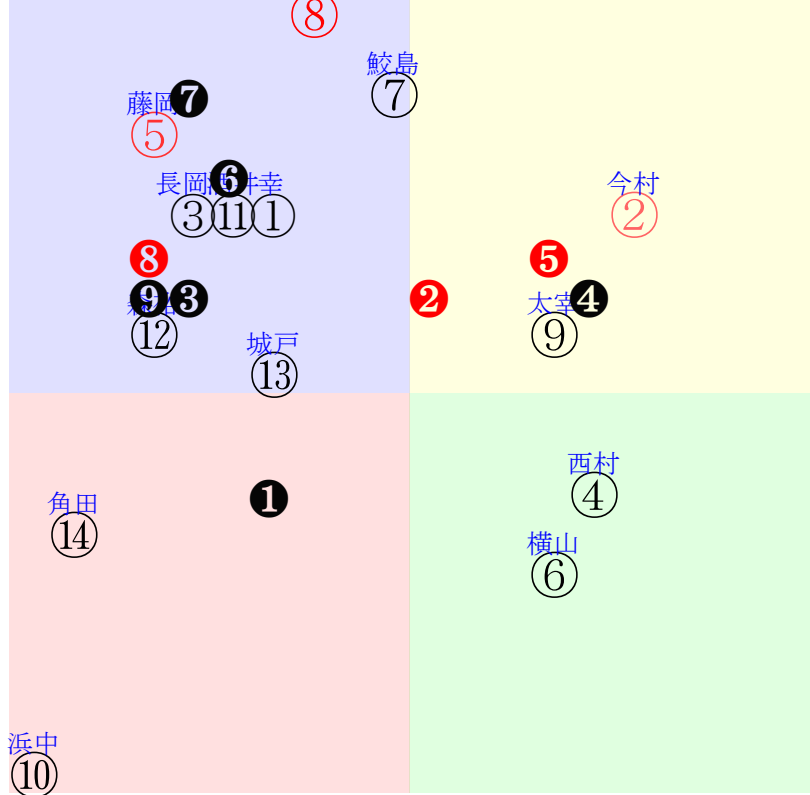 ⑧
鮫島
⑦
藤岡
❼
⑤
長岡
幸
❻
③
⑪
①
今村
②
❽
❺
❾
❸
❷
太宰
❹
⑫
⑨
城戸
⑬
西村
④
角田
❶
⑭
横山
⑥
浜中
⑩